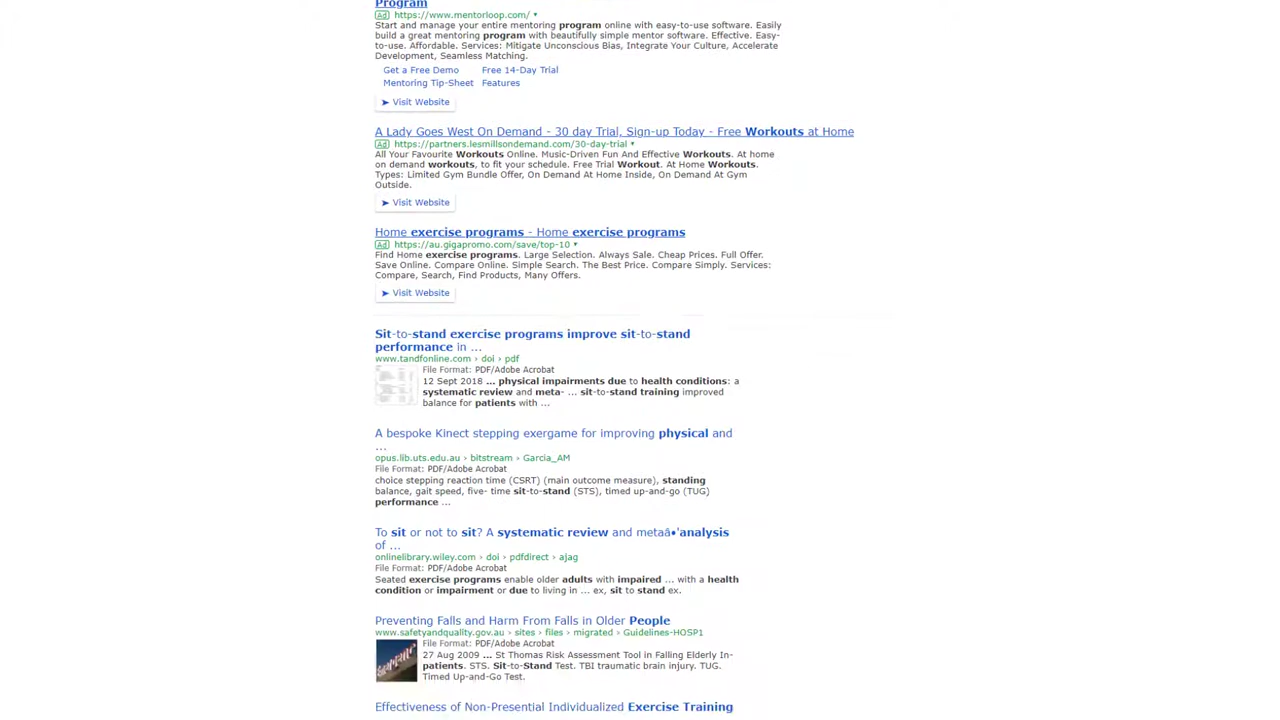 Program
Ad https://www.mentorloop.com/ ▾
Start and manage your entire mentoring program online with easy-to-use software. Easily
build a great mentoring program with beautifully simple mentor software. Effective. Easy-
to-use. Affordable. Services: Mitigate Unconscious Bias, Integrate Your Culture, Accelerate
Development, Seamless Matching.
Get a Free Demo Free 14-Day Trial
Mentoring Tip-Sheet Features
➤ Visit Website
A Lady Goes West On Demand - 30 day Trial, Sign-up Today - Free Workouts at Home
Ad https://partners.lesmillsondemand.com/30-day-trial ▾
All Your Favourite Workouts Online. Music-Driven Fun And Effective Workouts. At home
on demand workouts, to fit your schedule. Free Trial Workout. At Home Workouts.
Types: Limited Gym Bundle Offer, On Demand At Home Inside, On Demand At Gym
Outside.
➤ Visit Website
Home exercise programs - Home exercise programs
Ad https://au.gigapromo.com/save/top-10 ▾
Find Home exercise programs. Large Selection. Always Sale. Cheap Prices. Full Offer.
Save Online. Compare Online. Simple Search. The Best Price. Compare Simply. Services:
Compare, Search, Find Products, Many Offers.
➤ Visit Website
Sit-to-stand exercise programs improve sit-to-stand
performance in ...
www.tandfonline.com › doi › pdf
File Format: PDF/Adobe Acrobat
12 Sept 2018 ... physical impairments due to health conditions: a
systematic review and meta- ... sit-to-stand training improved
balance for patients with ...
A bespoke Kinect stepping exergame for improving physical and
...
opus.lib.uts.edu.au › bitstream › Garcia_AM
File Format: PDF/Adobe Acrobat
choice stepping reaction time (CSRT) (main outcome measure), standing
balance, gait speed, five- time sit-to-stand (STS), timed up-and-go (TUG)
performance ...
To sit or not to sit? A systematic review and metaâ•'analysis
of ...
onlinelibrary.wiley.com › doi › pdfdirect › ajag
File Format: PDF/Adobe Acrobat
Seated exercise programs enable older adults with impaired ... with a health
condition or impairment or due to living in ... ex, sit to stand ex.
Preventing Falls and Harm From Falls in Older People
www.safetyandquality.gov.au › sites › files › migrated › Guidelines-HOSP1
File Format: PDF/Adobe Acrobat
27 Aug 2009 ... St Thomas Risk Assessment Tool in Falling Elderly In-
patients. STS. Sit-to-Stand Test. TBI traumatic brain injury. TUG.
Timed Up-and-Go Test.
Effectiveness of Non-Presential Individualized Exercise Training